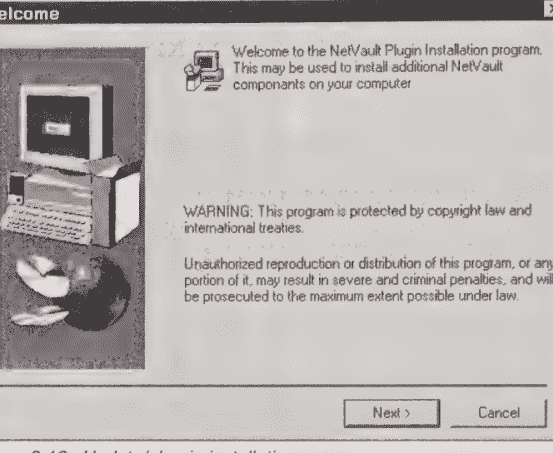 elcome
Welcome to the NetVault Plugin Installation program.
This may be used to install additional NetVault
componants on your computer
WARNING: This program is protected by copyright law and
international treaties.
Unauthorized reproduction or distribution of this program, or any
portion of it, may result in severe and criminal penalties, and will
be prosecuted to the maximum extent possible under law.
Next >
Cancel